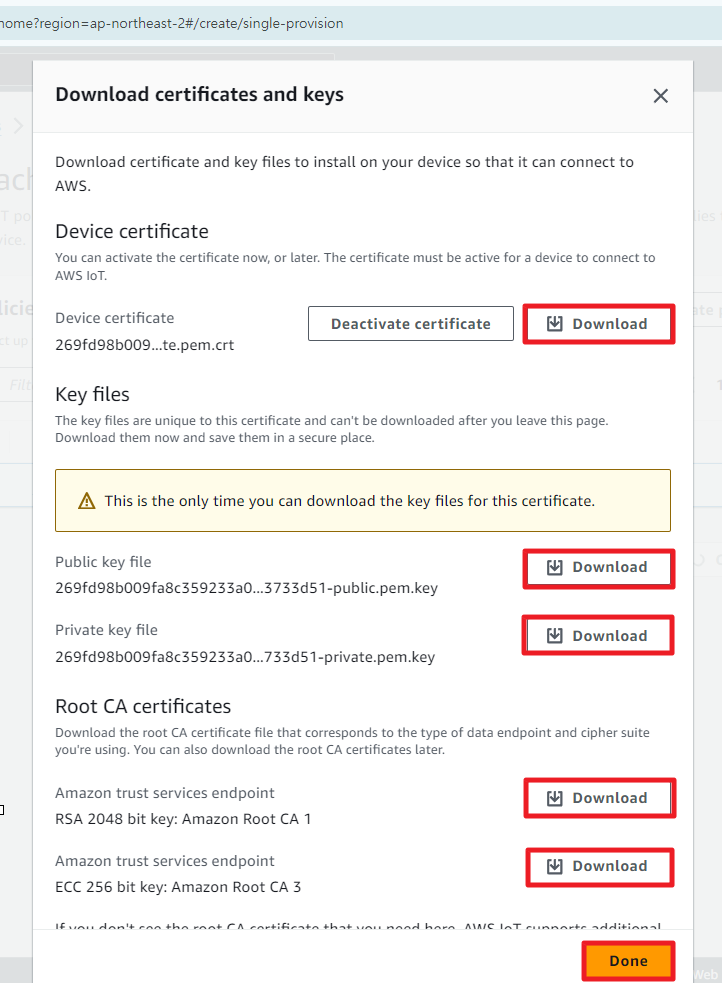 home?region=ap-northeast-2#/create/single-provision
Download certificates and keys
Download certificate and key files to install on your device so that it can connect to
AWS.
Device certificate
You can activate the certificate now, or later. The certificate must be active for a device to connect to
AWS IoT.
Device certificate
Deactivate certificate
Download
269fd98b009...te.pem.crt
Key files
The key files are unique to this certificate and can't be downloaded after you leave this page.
Download them now and save them in a secure place.
This is the only time you can download the key files for this certificate.
Public key file
Download
269fd98b009fa8c359233a0...3733d51-public.pem.key
Private key file
Download
269fd98b009fa8c359233a0...733d51-private.pem.key
Root CA certificates
Download the root CA certificate file that corresponds to the type of data endpoint and cipher suite
you're using. You can also download the root CA certificates later.
Amazon trust services endpoint
Download
RSA 2048 bit key: Amazon Root CA 1
Amazon trust services endpoint
Download
ECC 256 bit key: Amazon Root CA 3
If you don't see the root CA certificate that you need here, AWS IoT supports additional
Done
Web